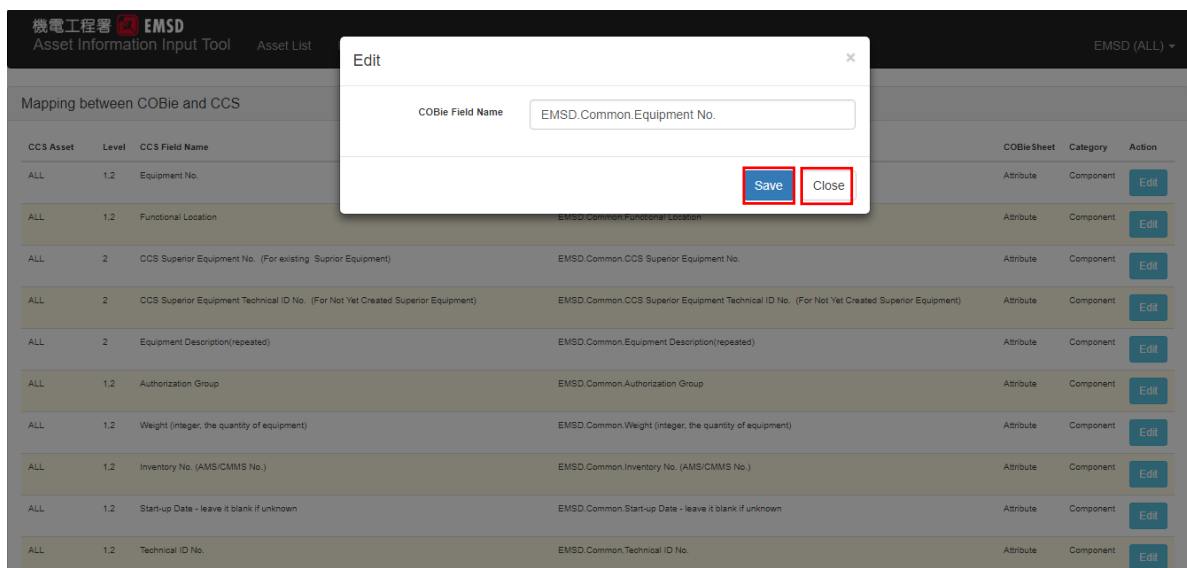 機電工程署 EMSD
Asset Information Input Tool Asset List EMSD (ALL)
Edit ×
COBie Field Name EMSD.Common.Equipment No.
Save Close
Mapping between COBie and CCS
CCS Asset Level CCS Field Name COBieSheet Category Action
ALL 1,2 Equipment No. Attribute Component Edit
ALL 1,2 Functional Location EMSD.Common.Functional Location Attribute Component Edit
ALL 2 CCS Superior Equipment No. (For existing Suprior Equipment) EMSD.Common.CCS Superior Equipment No. Attribute Component Edit
ALL 2 CCS Superior Equipment Technical ID No. (For Not Yet Created Superior Equipment) EMSD.Common.CCS Superior Equipment Technical ID No. (For Not Yet Created Superior Equipment) Attribute Component Edit
ALL 2 Equipment Description(repeated) EMSD.Common.Equipment Description(repeated) Attribute Component Edit
ALL 1,2 Authorization Group EMSD.Common.Authorization Group Attribute Component Edit
ALL 1,2 Weight (integer, the quantity of equipment) EMSD.Common.Weight (integer, the quantity of equipment) Attribute Component Edit
ALL 1,2 Inventory No. (AMS/CMMS No.) EMSD.Common.Inventory No. (AMS/CMMS No.) Attribute Component Edit
ALL 1,2 Start-up Date - leave it blank if unknown EMSD.Common.Start-up Date - leave it blank if unknown Attribute Component Edit
ALL 1,2 Technical ID No. EMSD.Common.Technical ID No. Attribute Component Edit